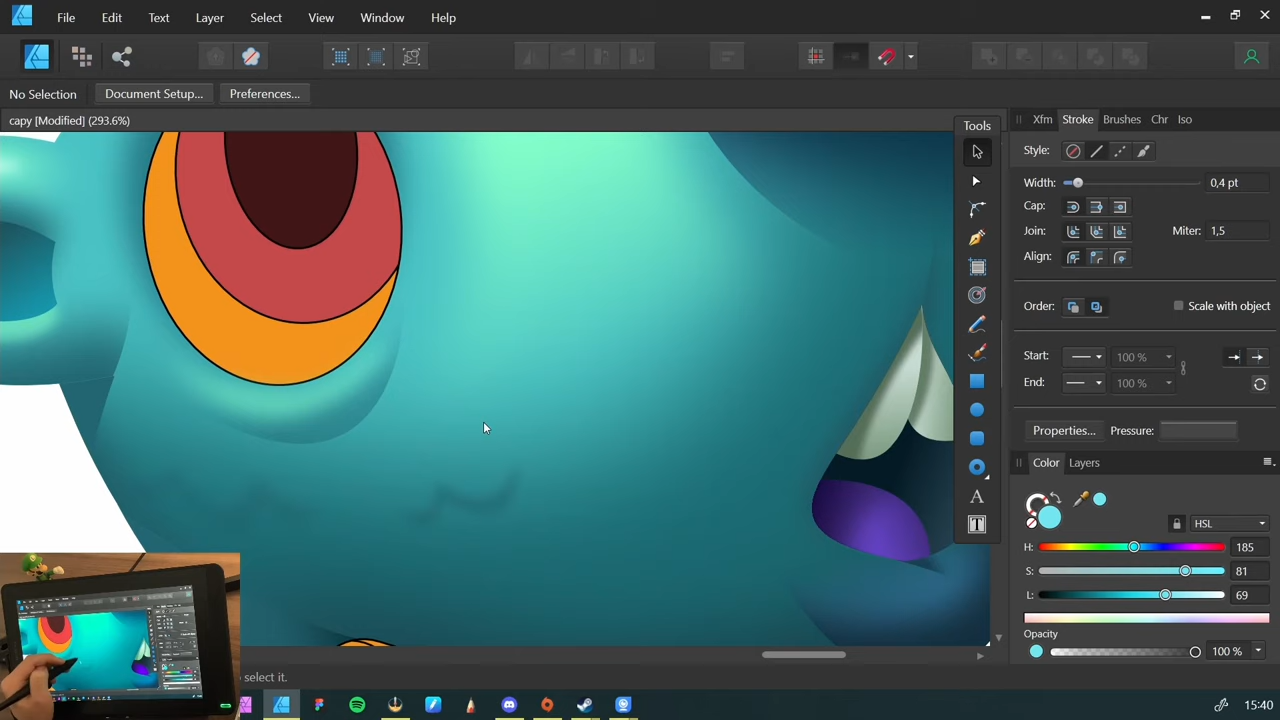 File Edit Text Layer Select View Window Help
No Selection Document Setup... Preferences...
capy [Modified] (293.6%)
Tools
Xfm Stroke Brushes Chr Iso
Style:
Width: 0,4 pt
Cap:
Join: Miter: 1,5
Align:
Order: Scale with object
Start: 100 %
End: 100 %
Properties... Pressure:
Color Layers
HSL
H: 185
S: 81
L: 69
Opacity
100 %
A
T
select it.
15:40